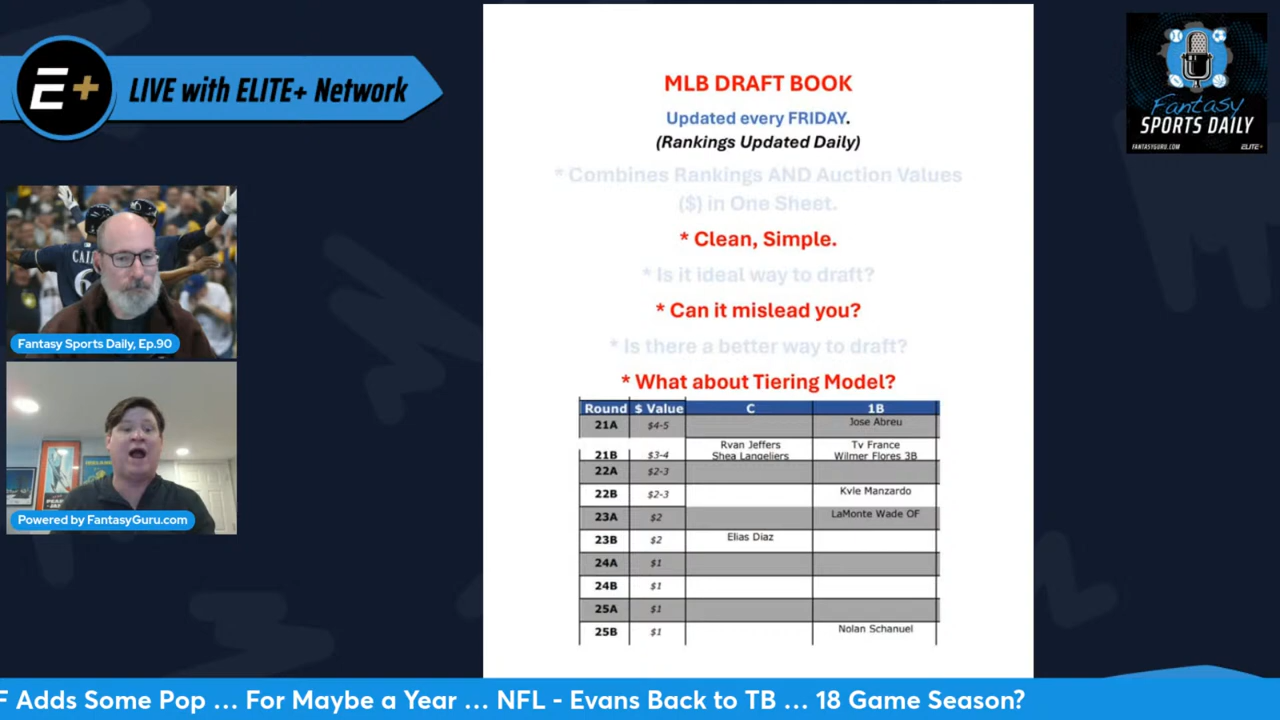 E+ LIVE with ELITE+ Network
MLB DRAFT BOOK
Updated every FRIDAY.
(Rankings Updated Daily)
* Combines Rankings AND Auction Values
($) in One Sheet.
* Clean, Simple.
* Is it ideal way to draft?
* Can it mislead you?
* Is there a better way to draft?
* What about Tiering Model?
Round $ Value C 1B
21A $4-5 Jose Abreu
Ryan Jeffers Ty France
21B $3-4 Shea Langeliers Wilmer Flores 3B
22A $2-3
22B $2-3 Kyle Manzardo
23A $2 LaMonte Wade OF
23B $2 Elias Diaz
24A $1
24B $1
25A $1
25B $1 Nolan Schanuel
Fantasy
SPORTS DAILY
FANTASYGURU.COM ELITE+
CAI
6
Fantasy Sports Daily, Ep.90
IRELAND
Powered by FantasyGuru.com
F Adds Some Pop ... For Maybe a Year ... NFL - Evans Back to TB ... 18 Game Season?